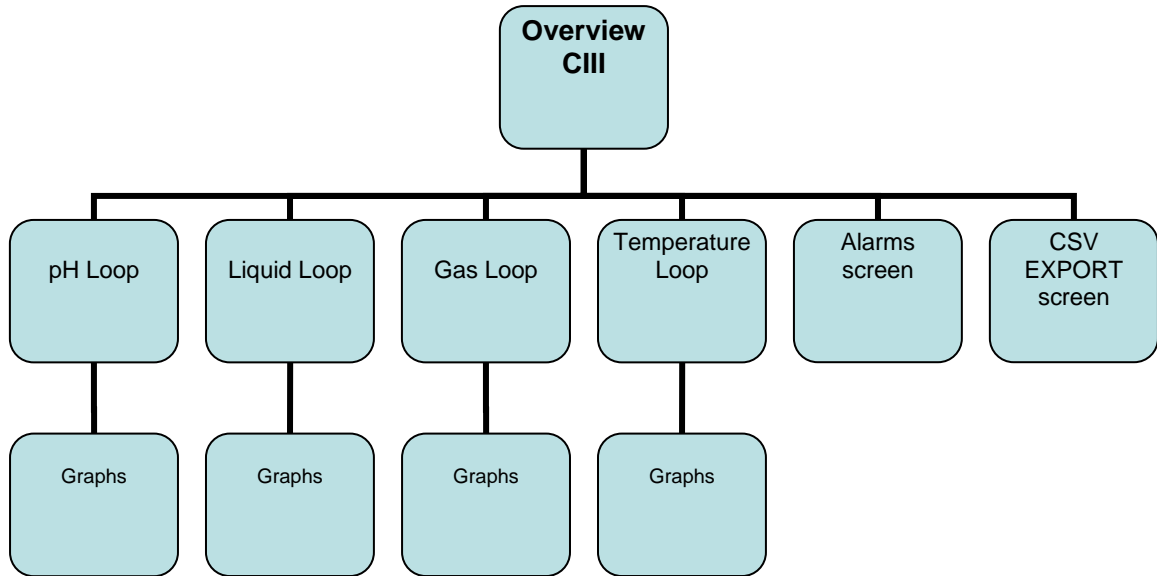 Overview
CIII
pH Loop
Liquid Loop
Gas Loop
Temperature
Loop
Alarms
screen
CSV
EXPORT
screen
Graphs
Graphs
Graphs
Graphs